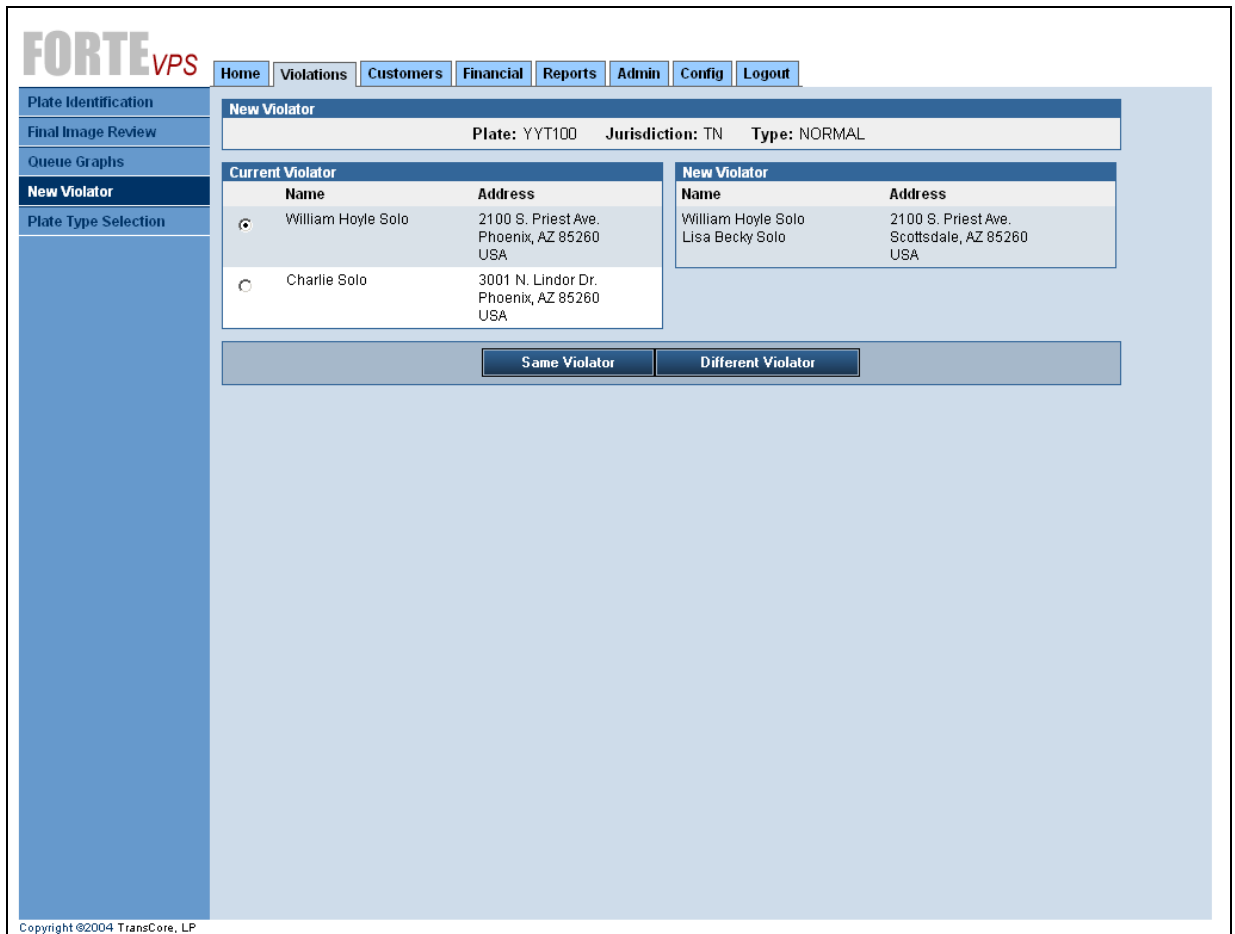 FORTE VPS
Home Violations Customers Financial Reports Admin Config Logout
Plate Identification
Final Image Review
Queue Graphs
New Violator
Plate Type Selection
New Violator
Plate: YYT100 Jurisdiction: TN Type: NORMAL
Current Violator
Name Address
William Hoyle Solo 2100 S. Priest Ave.
Phoenix, AZ 85260
USA
Charlie Solo 3001 N. Lindor Dr.
Phoenix, AZ 85260
USA
New Violator
Name Address
William Hoyle Solo 2100 S. Priest Ave.
Lisa Becky Solo Scottsdale, AZ 85260
USA
Same Violator Different Violator
Copyright ©2004 TransCore, LP